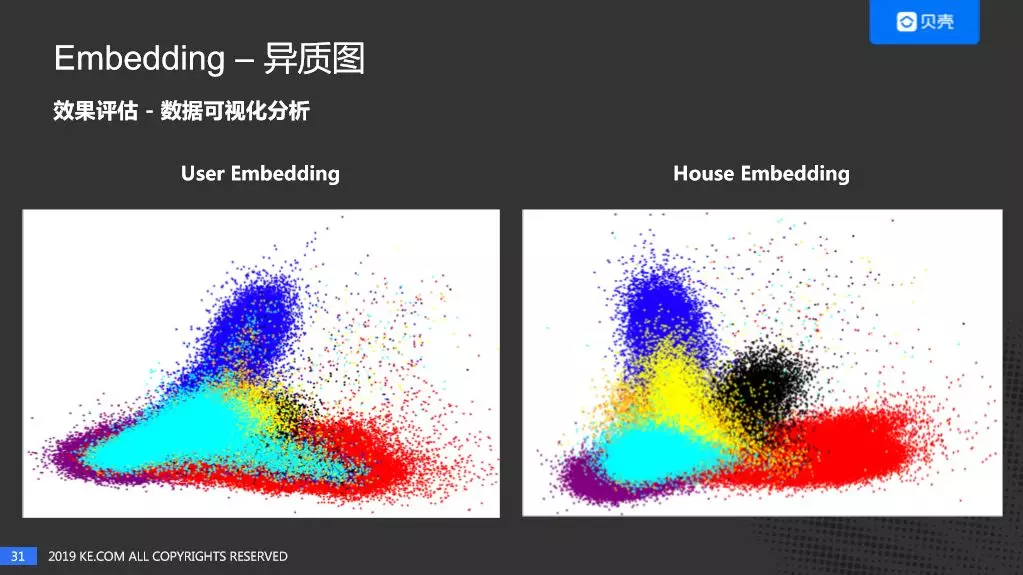 贝壳
Embedding – 异质图
效果评估 - 数据可视化分析
User Embedding
House Embedding
31
2019 KE.COM ALL COPYRIGHTS RESERVED